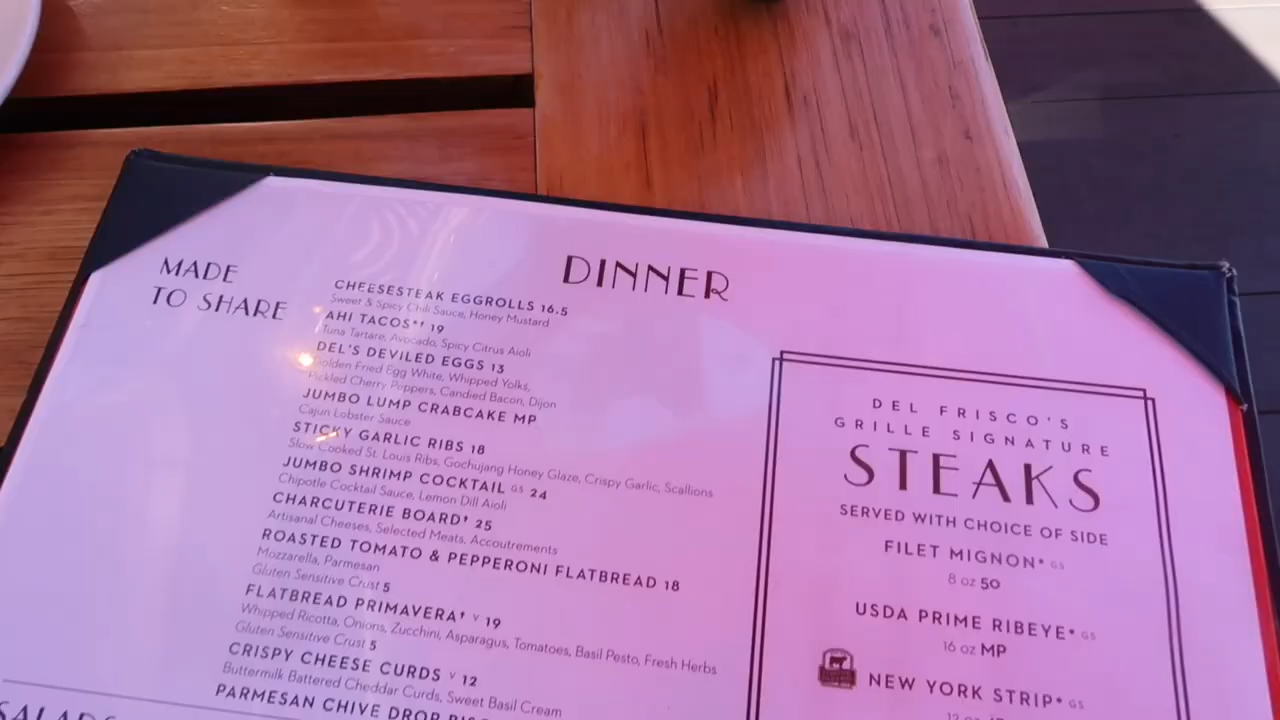 DINNER
MADE
TO SHARE
CHEESESTEAK EGGROLLS 16.5
Sweet & Spicy Chili Sauce, Honey Mustard
AHI TACOS*† 19
Tuna Tartare, Avocado, Spicy Citrus Aioli
DEL'S DEVILED EGGS 13
Golden Fried Egg White, Whipped Yolks,
Pickled Cherry Peppers, Candied Bacon, Dijon
JUMBO LUMP CRABCAKE MP
Cajun Lobster Sauce
STICKY GARLIC RIBS 18
Slow Cooked St. Louis Ribs, Gochujang Honey Glaze, Crispy Garlic, Scallions
JUMBO SHRIMP COCKTAIL GS 24
Chipotle Cocktail Sauce, Lemon Dill Aioli
CHARCUTERIE BOARD† 25
Artisanal Cheeses, Selected Meats, Accoutrements
ROASTED TOMATO & PEPPERONI FLATBREAD 18
Mozzarella, Parmesan
Gluten Sensitive Crust 5
FLATBREAD PRIMAVERA† V 19
Whipped Ricotta, Onions, Zucchini, Asparagus, Tomatoes, Basil Pesto, Fresh Herbs
Gluten Sensitive Crust 5
CRISPY CHEESE CURDS V 12
Buttermilk Battered Cheddar Curds, Sweet Basil Cream
PARMESAN CHIVE DROP
SALADS
DEL FRISCO'S
GRILLE SIGNATURE
STEAKS
SERVED WITH CHOICE OF SIDE
FILET MIGNON* GS
8 oz 50
USDA PRIME RIBEYE* GS
16 oz MP
NEW YORK STRIP* GS